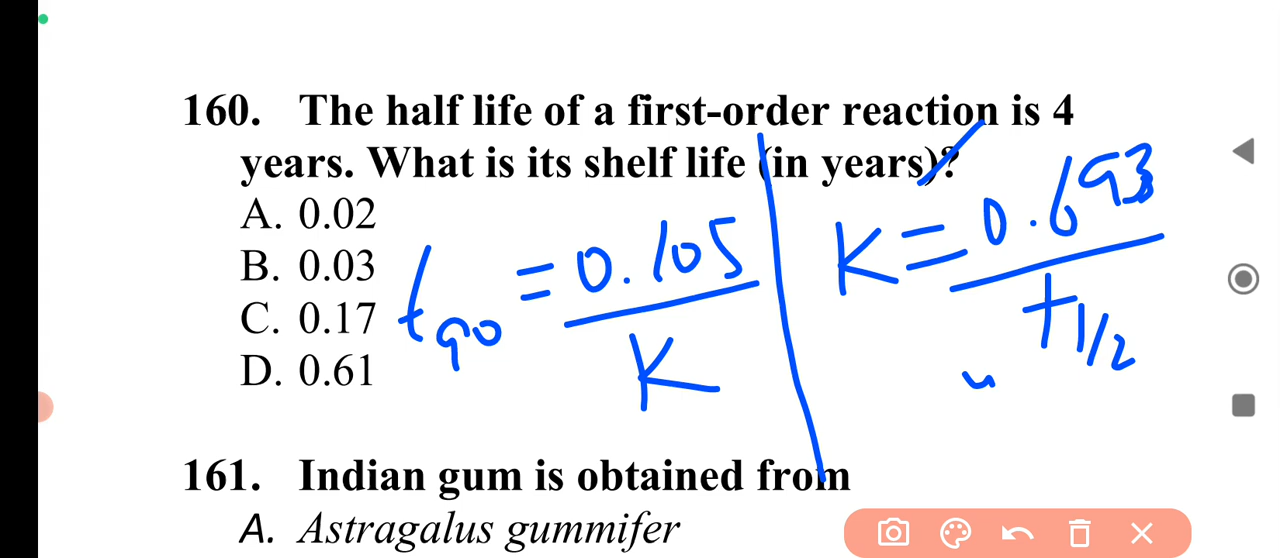 160. The half life of a first-order reaction is 4
years. What is its shelf life (in years)?
A. 0.02
B. 0.03
C. 0.17
D. 0.61
t90 = 0.105 / K
K = 0.693 / t1/2
161. Indian gum is obtained from
A. Astragalus gummifer